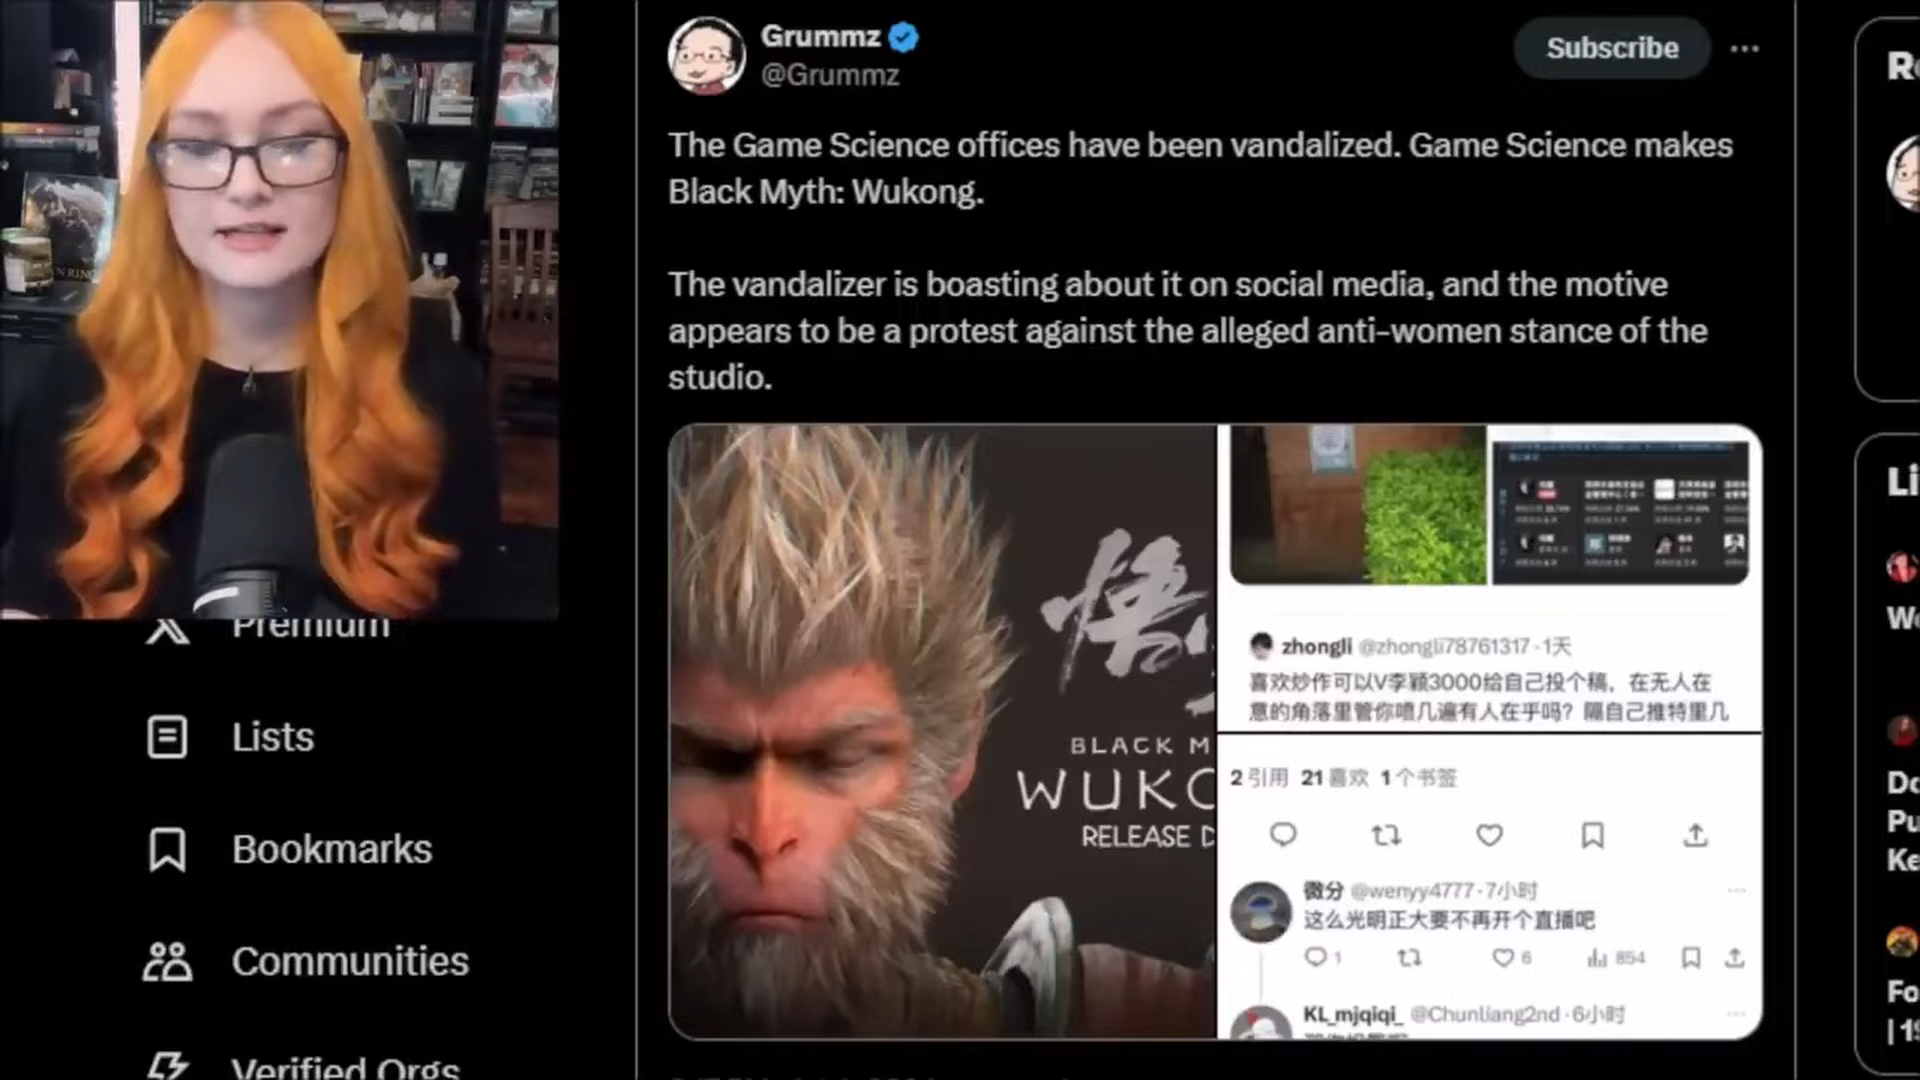 Grummz
@Grummz
Subscribe
The Game Science offices have been vandalized. Game Science makes
Black Myth: Wukong.
The vandalizer is boasting about it on social media, and the motive
appears to be a protest against the alleged anti-women stance of the
studio.
BLACK M
WUKO
RELEASE D
zhongli @zhongli78761317 · 1天
喜欢炒作可以V李颖3000给自己投个稿，在无人在
意的角落里管你喷几遍有人在乎吗？隔自己推特里几
2 引用 21 喜欢 1 个书签
微分 @wenyy4777 · 7小时
这么光明正大要不再开个直播吧
1
6
854
KL_mjqiqi_ @Chunliang2nd · 6小时
Premium
Lists
Bookmarks
Communities
Verified Orgs
Li